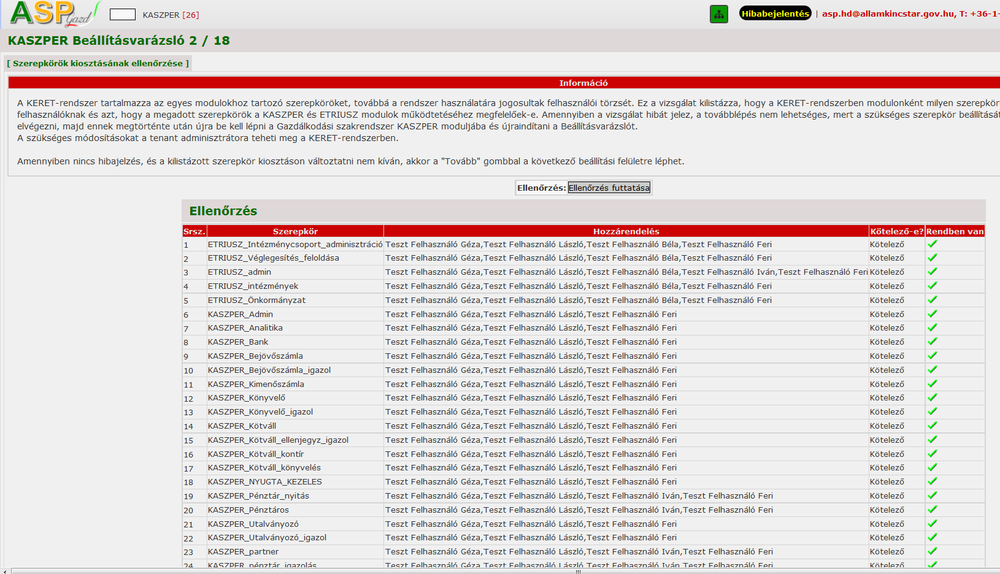 ASP Gazd KASZPER [26] Hibabejelentés | asp.hd@allamkincstar.gov.hu, T: +36-1-
KASZPER Beállításvarázsló 2 / 18
[ Szerepkörök kiosztásának ellenőrzése ]
Információ
A KERET-rendszer tartalmazza az egyes modulokhoz tartozó szerepköröket, továbbá a rendszer használatára jogosultak felhasználói törzsét. Ez a vizsgálat kilistázza, hogy a KERET-rendszerben modulonként milyen szerepkör
felhasználóknak és azt, hogy a megadott szerepkörök a KASZPER és ETRIUSZ modulok működtetéséhez megfelelőek-e. Amennyiben a vizsgálat hibát jelez, a továbblépés nem lehetséges, mert a szükséges szerepkör beállítását
elvégezni, majd ennek megtörténte után újra be kell lépni a Gazdálkodási szakrendszer KASZPER moduljába és újraindítani a Beállításvarázslót.
A szükséges módosításokat a tenant adminisztrátora teheti meg a KERET-rendszerben.
Amennyiben nincs hibajelzés, és a kilistázott szerepkör kiosztáson változtatni nem kíván, akkor a "Tovább" gombbal a következő beállítási felületre léphet.
Ellenőrzés: Ellenőrzés futtatása
Ellenőrzés
Srsz. Szerepkör Hozzárendelés Kötelező-e? Rendben van
1 ETRIUSZ_Intézménycsoport_adminisztráció Teszt Felhasználó Géza,Teszt Felhasználó László,Teszt Felhasználó Béla,Teszt Felhasználó Feri Kötelező
2 ETRIUSZ_Véglegesítés_feloldása Teszt Felhasználó Géza,Teszt Felhasználó László,Teszt Felhasználó Béla,Teszt Felhasználó Feri Kötelező
3 ETRIUSZ_admin Teszt Felhasználó Géza,Teszt Felhasználó László,Teszt Felhasználó Béla,Teszt Felhasználó Iván,Teszt Felhasználó Feri Kötelező
4 ETRIUSZ_intézmények Teszt Felhasználó Géza,Teszt Felhasználó László,Teszt Felhasználó Béla,Teszt Felhasználó Feri Kötelező
5 ETRIUSZ_Önkormányzat Teszt Felhasználó Géza,Teszt Felhasználó László,Teszt Felhasználó Béla,Teszt Felhasználó Feri Kötelező
6 KASZPER_Admin Teszt Felhasználó Géza,Teszt Felhasználó László,Teszt Felhasználó Feri Kötelező
7 KASZPER_Analitika Teszt Felhasználó Géza,Teszt Felhasználó László,Teszt Felhasználó Feri Kötelező
8 KASZPER_Bank Teszt Felhasználó Géza,Teszt Felhasználó László,Teszt Felhasználó Feri Kötelező
9 KASZPER_Bejövőszámla Teszt Felhasználó Géza,Teszt Felhasználó László,Teszt Felhasználó Feri Kötelező
10 KASZPER_Bejövőszámla_igazol Teszt Felhasználó Géza,Teszt Felhasználó László,Teszt Felhasználó Feri Kötelező
11 KASZPER_Kimenőszámla Teszt Felhasználó Géza,Teszt Felhasználó László,Teszt Felhasználó Feri Kötelező
12 KASZPER_Könyvelő Teszt Felhasználó Géza,Teszt Felhasználó László,Teszt Felhasználó Feri Kötelező
13 KASZPER_Könyvelő_igazol Teszt Felhasználó Géza,Teszt Felhasználó László,Teszt Felhasználó Feri Kötelező
14 KASZPER_Kötváll Teszt Felhasználó Géza,Teszt Felhasználó László,Teszt Felhasználó Feri Kötelező
15 KASZPER_Kötváll_ellenjegyz_igazol Teszt Felhasználó Géza,Teszt Felhasználó László,Teszt Felhasználó Feri Kötelező
16 KASZPER_Kötváll_kontír Teszt Felhasználó Géza,Teszt Felhasználó László,Teszt Felhasználó Feri Kötelező
17 KASZPER_Kötváll_könyvelés Teszt Felhasználó Géza,Teszt Felhasználó László,Teszt Felhasználó Feri Kötelező
18 KASZPER_NYUGTA_KEZELES Teszt Felhasználó Géza,Teszt Felhasználó László,Teszt Felhasználó Feri Kötelező
19 KASZPER_Pénztár_nyitás Teszt Felhasználó Géza,Teszt Felhasználó László,Teszt Felhasználó Iván,Teszt Felhasználó Feri Kötelező
20 KASZPER_Pénztáros Teszt Felhasználó Géza,Teszt Felhasználó László,Teszt Felhasználó Iván,Teszt Felhasználó Feri Kötelező
21 KASZPER_Utalványozó Teszt Felhasználó Géza,Teszt Felhasználó László,Teszt Felhasználó Feri Kötelező
22 KASZPER_Utalványozó_igazol Teszt Felhasználó Géza,Teszt Felhasználó László,Teszt Felhasználó Feri Kötelező
23 KASZPER_partner Teszt Felhasználó Géza,Teszt Felhasználó László,Teszt Felhasználó Iván,Teszt Felhasználó Feri Kötelező
24 KASZPER_pénztár_igazolás Teszt Felhasználó Géza,Teszt Felhasználó László,Teszt Felhasználó Iván,Teszt Felhasználó Feri Kötelező